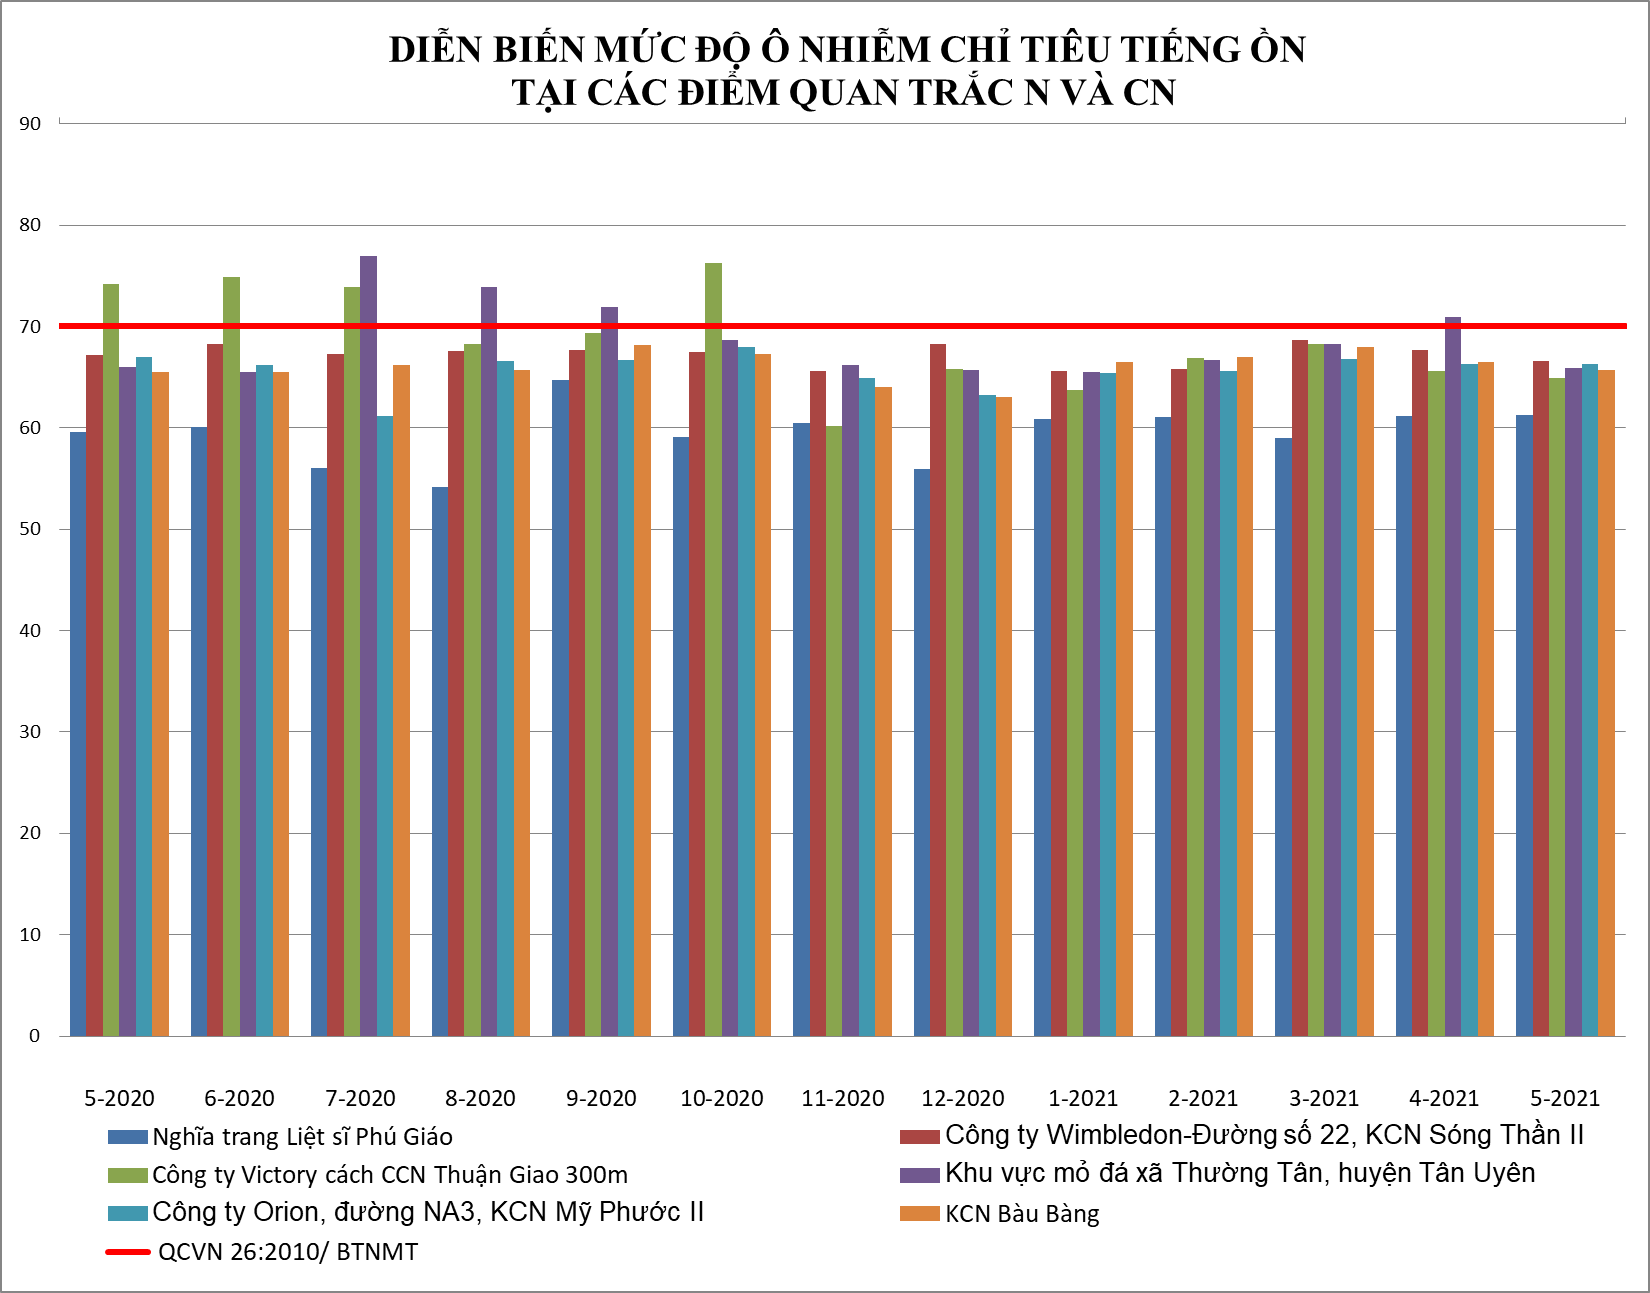 DIỄN BIẾN MỨC ĐỘ Ô NHIỄM CHỈ TIÊU TIẾNG ỒN
TẠI CÁC ĐIỂM QUAN TRẮC N VÀ CN
90
80
70
60
50
40
30
20
10
0
5-2020 6-2020 7-2020 8-2020 9-2020 10-2020 11-2020 12-2020 1-2021 2-2021 3-2021 4-2021 5-2021
Nghĩa trang Liệt sĩ Phú Giáo
Công ty Wimbledon-Đường số 22, KCN Sóng Thần II
Công ty Victory cách CCN Thuận Giao 300m
Khu vực mỏ đá xã Thường Tân, huyện Tân Uyên
Công ty Orion, đường NA3, KCN Mỹ Phước II
KCN Bàu Bàng
QCVN 26:2010/ BTNMT